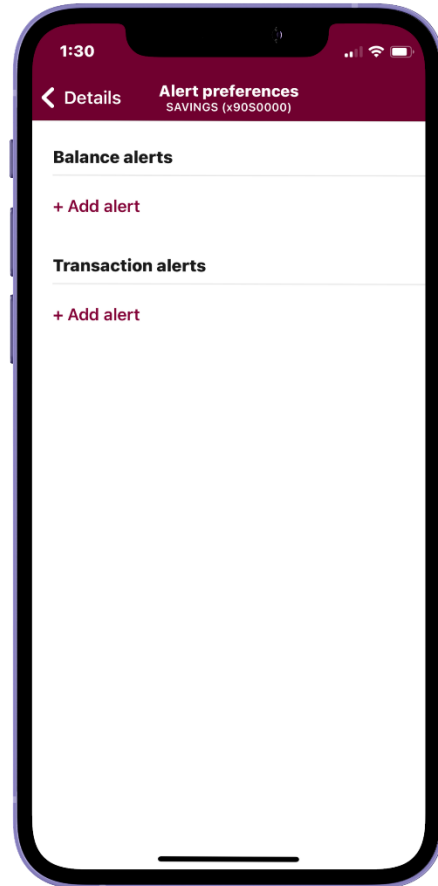 1:30
Details
Alert preferences
SAVINGS (x90S0000)
Balance alerts
+ Add alert
Transaction alerts
+ Add alert